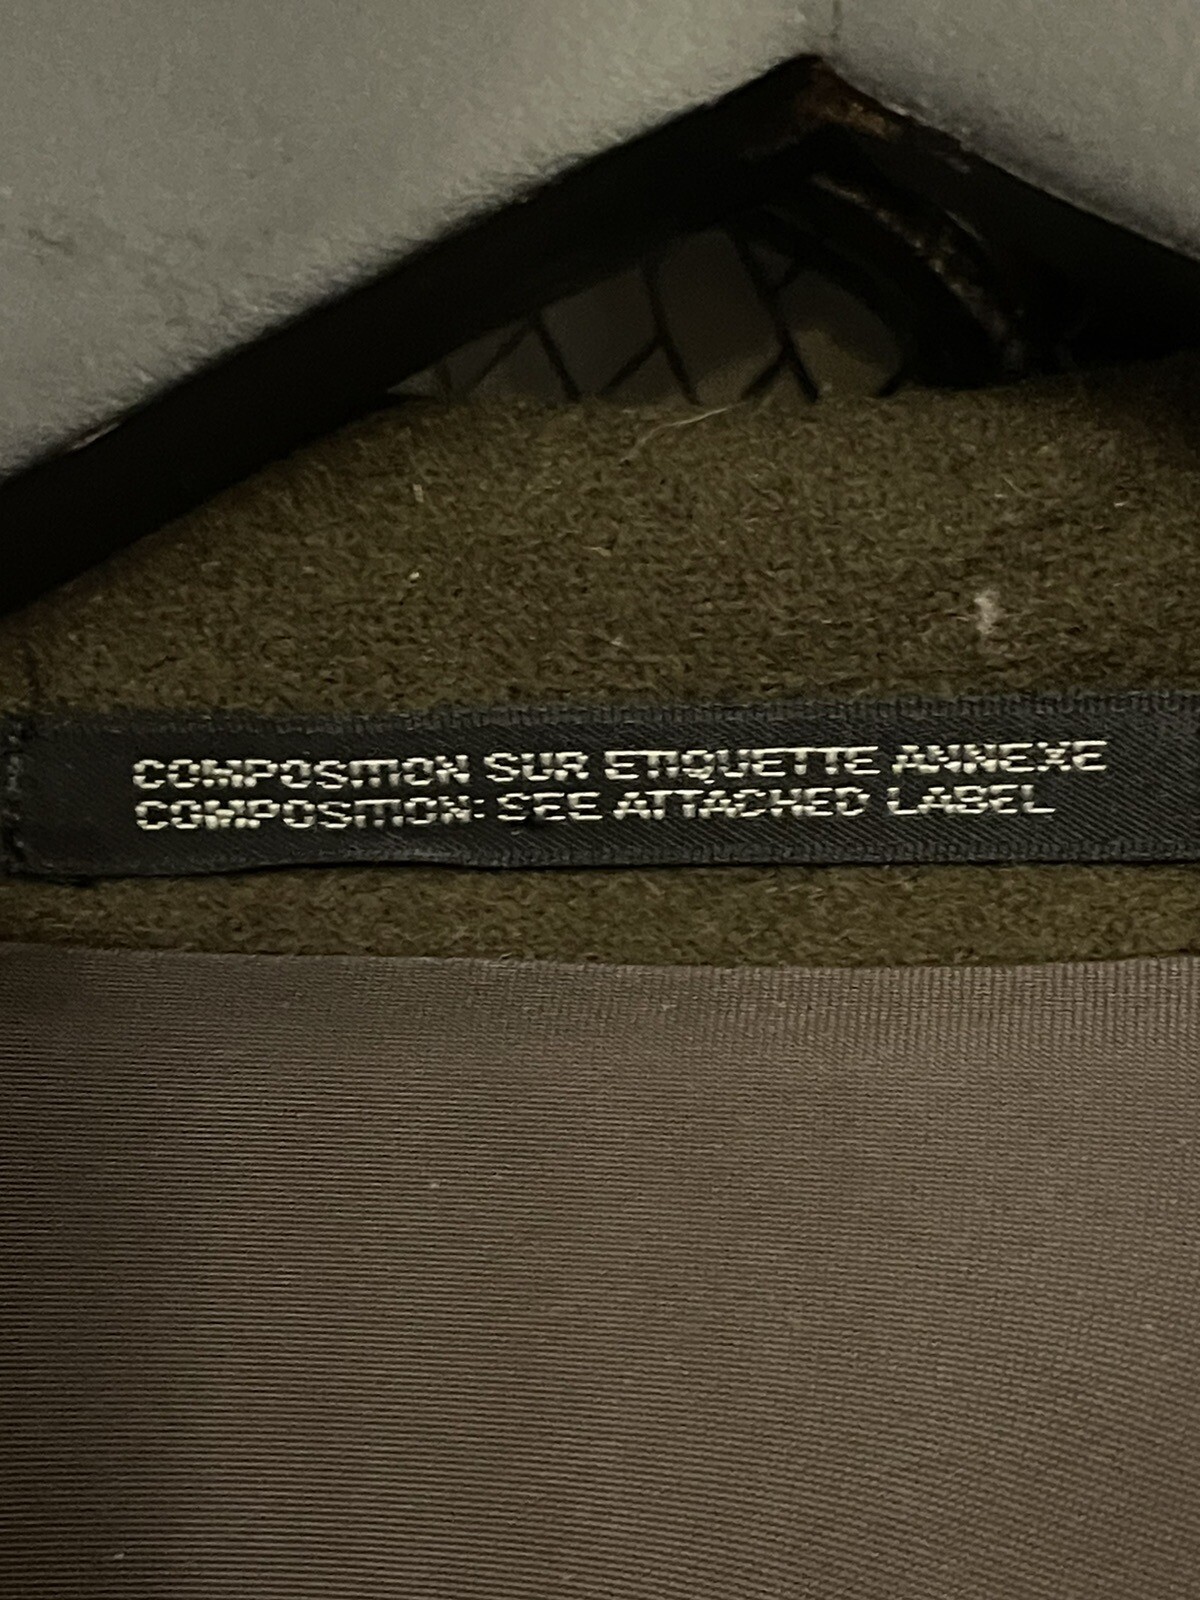 COMPOSITION SUR ETIQUETTE ANNEXE
COMPOSITION: SEE ATTACHED LABEL